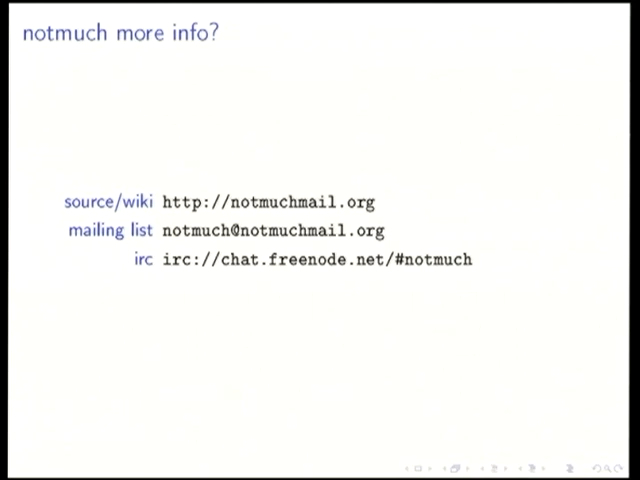 notmuch more info?
source/wiki http://notmuchmail.org
mailing list notmuch@notmuchmail.org
irc irc://chat.freenode.net/#notmuch